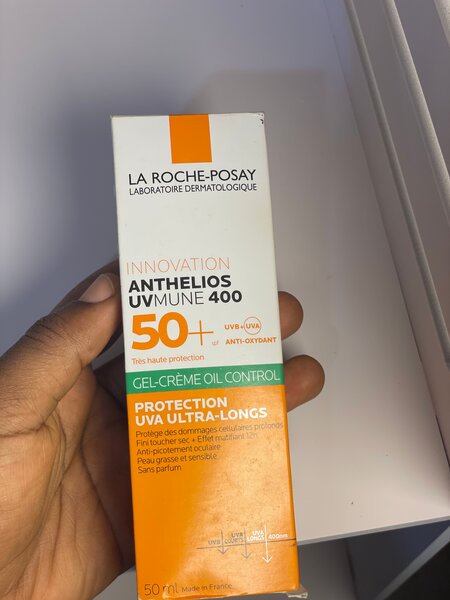 LA ROCHE-POSAY
LABORATOIRE DERMATOLOGIQUE
INNOVATION
ANTHELIOS
UVMUNE 400
50+
spf
UVB+UVA
ANTI-OXYDANT
Très haute protection
GEL-CRÈME OIL CONTROL
PROTECTION
UVA ULTRA-LONGS
Protège des dommages cellulaires profonds
Fini toucher sec + Effet matifiant 12h
Anti-picotement oculaire
Peau grasse et sensible
Sans parfum
UVB
UVA
COURTS
UVA
LONGS
400nm
50 ml Made in France